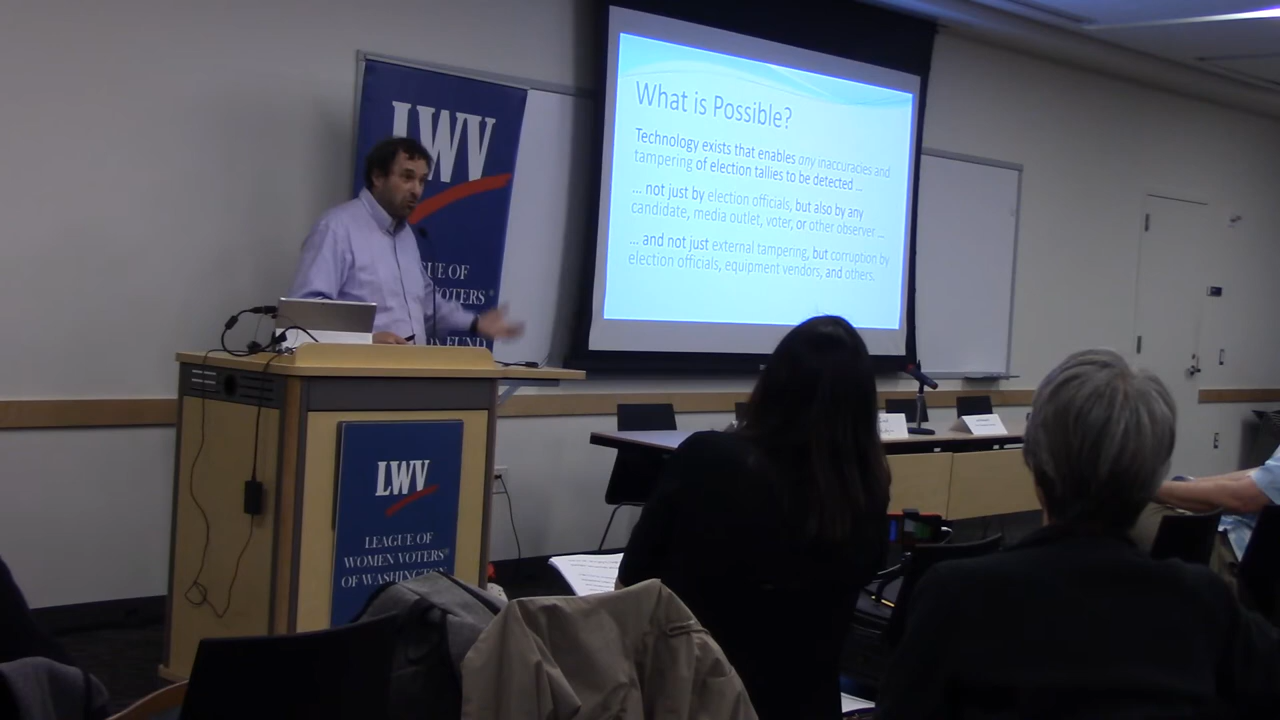 LWV
UE OF
VOTERS®
ON FUND
What is Possible?
Technology exists that enables any inaccuracies and
tampering of election tallies to be detected ...
... not just by election officials, but also by any
candidate, media outlet, voter, or other observer ...
... and not just external tampering, but corruption by
election officials, equipment vendors, and others.
LWV
LEAGUE OF
WOMEN VOTERS®
OF WASHINGTON